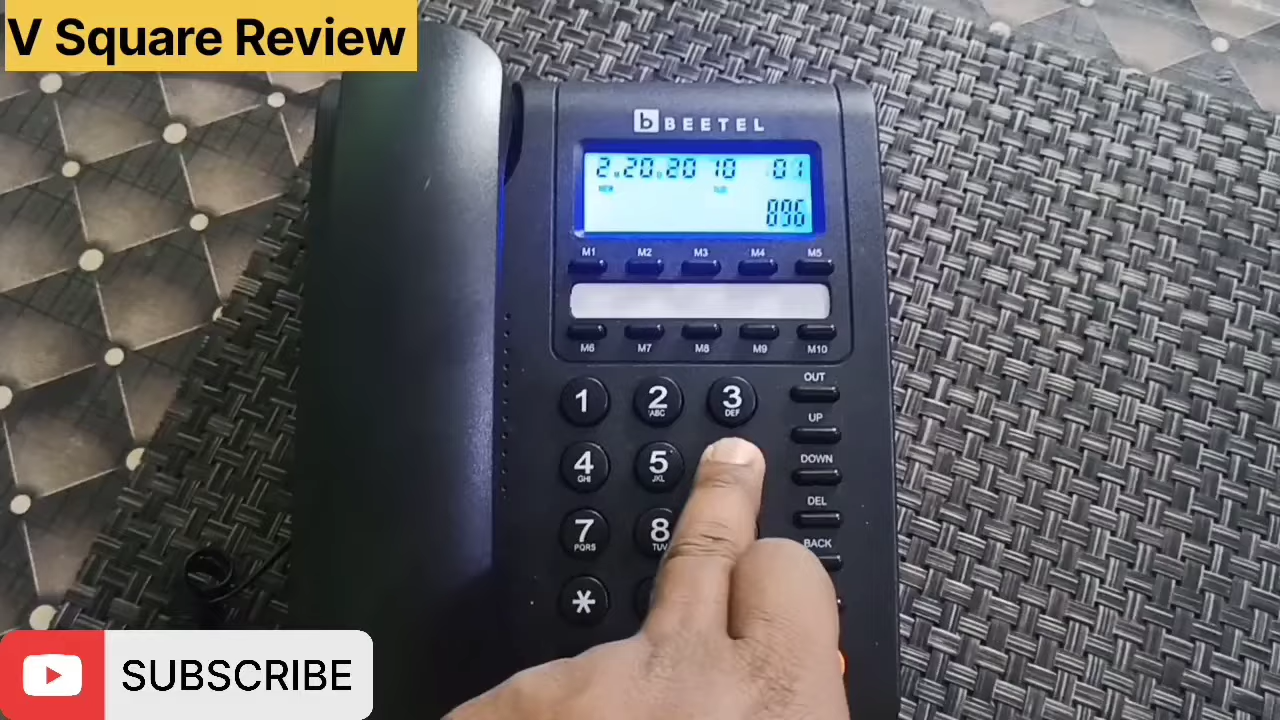 V Square Review
b BEETEL
2.20.20 10 01
NEW
896
M1 M2 M3 M4 M5
M6 M7 M8 M9 M10
OUT
1 2 3
ABC DEF
UP
4 5
GHI JKL
DOWN
DEL
7 8
PQRS TUV
BACK
*
SUBSCRIBE